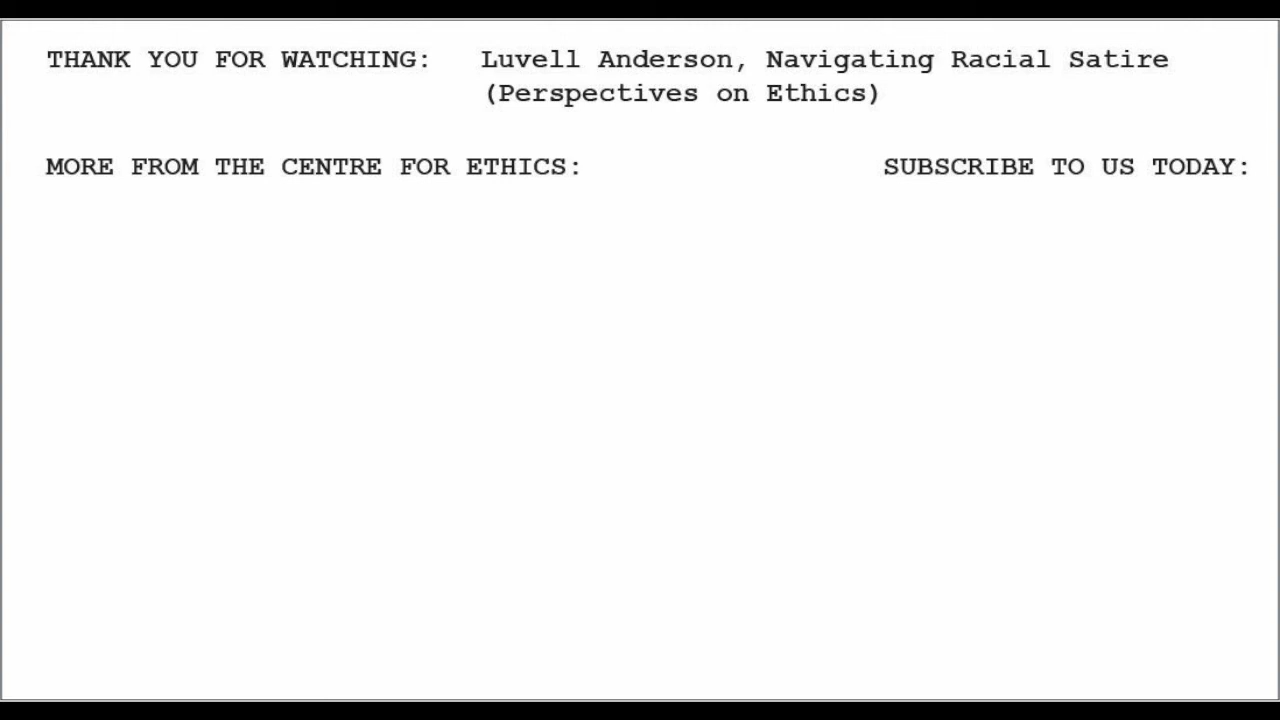 THANK YOU FOR WATCHING: Luvell Anderson, Navigating Racial Satire
(Perspectives on Ethics)
MORE FROM THE CENTRE FOR ETHICS: SUBSCRIBE TO US TODAY: